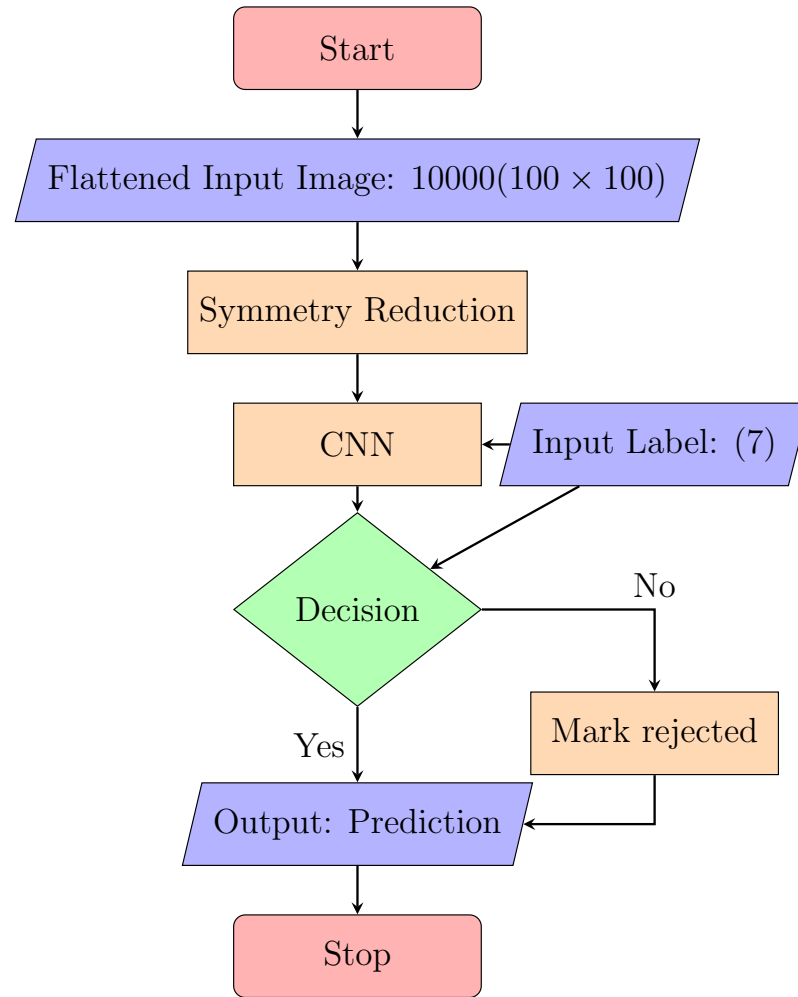 Start
Flattened Input Image: 10000(100 × 100)
Symmetry Reduction
CNN
Input Label: (7)
Decision
No
Mark rejected
Yes
Output: Prediction
Stop